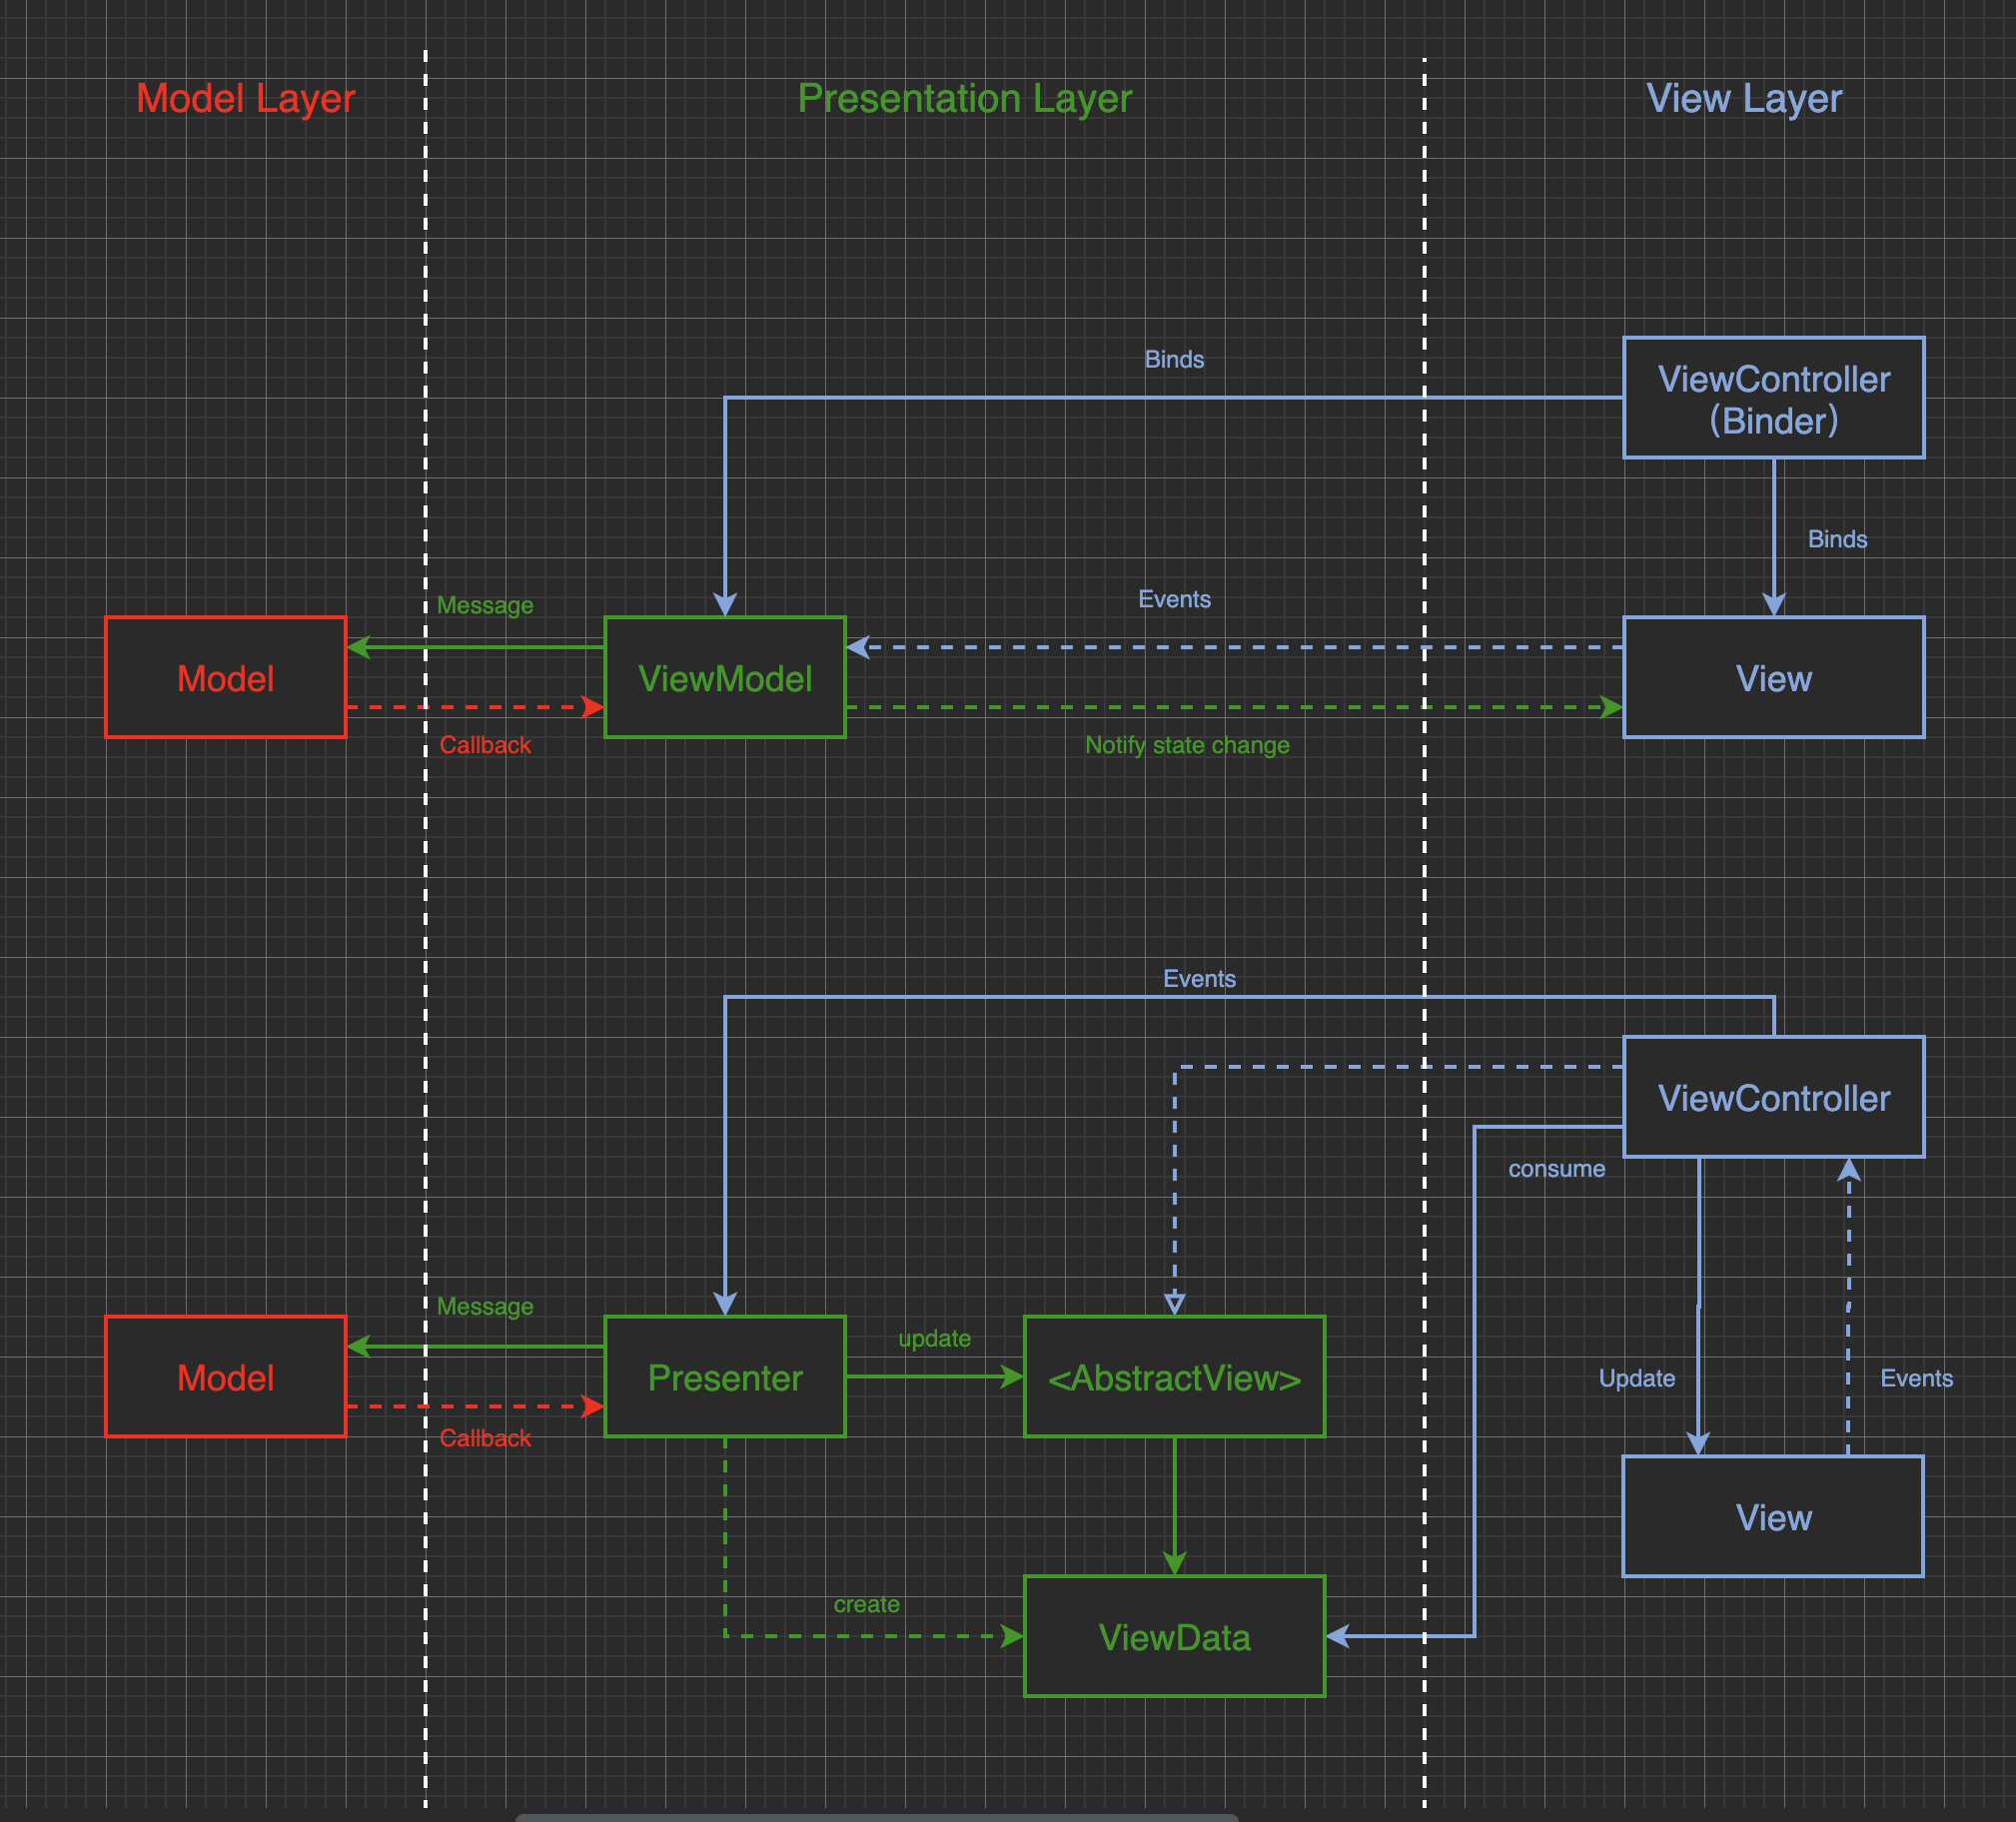 Model Layer
Presentation Layer
View Layer
Binds
ViewController
(Binder)
Binds
Message
Events
Model
ViewModel
View
Callback
Notify state change
Events
ViewController
consume
Message
update
Model
Presenter
<AbstractView>
Update
Events
Callback
View
create
ViewData